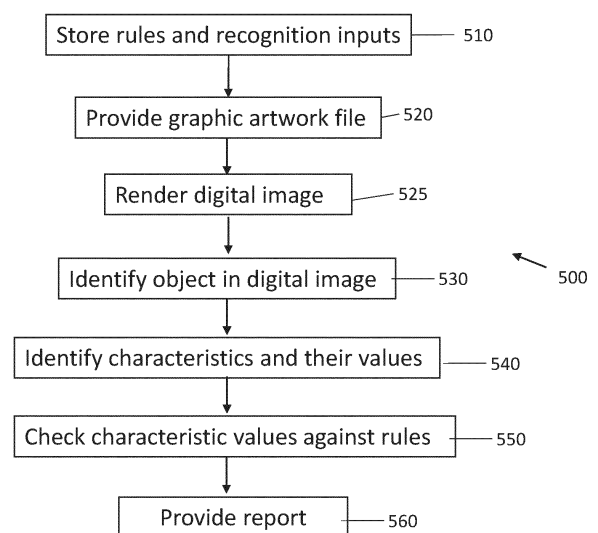 Store rules and recognition inputs 510
Provide graphic artwork file 520
Render digital image 525
Identify object in digital image 530
500
Identify characteristics and their values 540
Check characteristic values against rules 550
Provide report 560